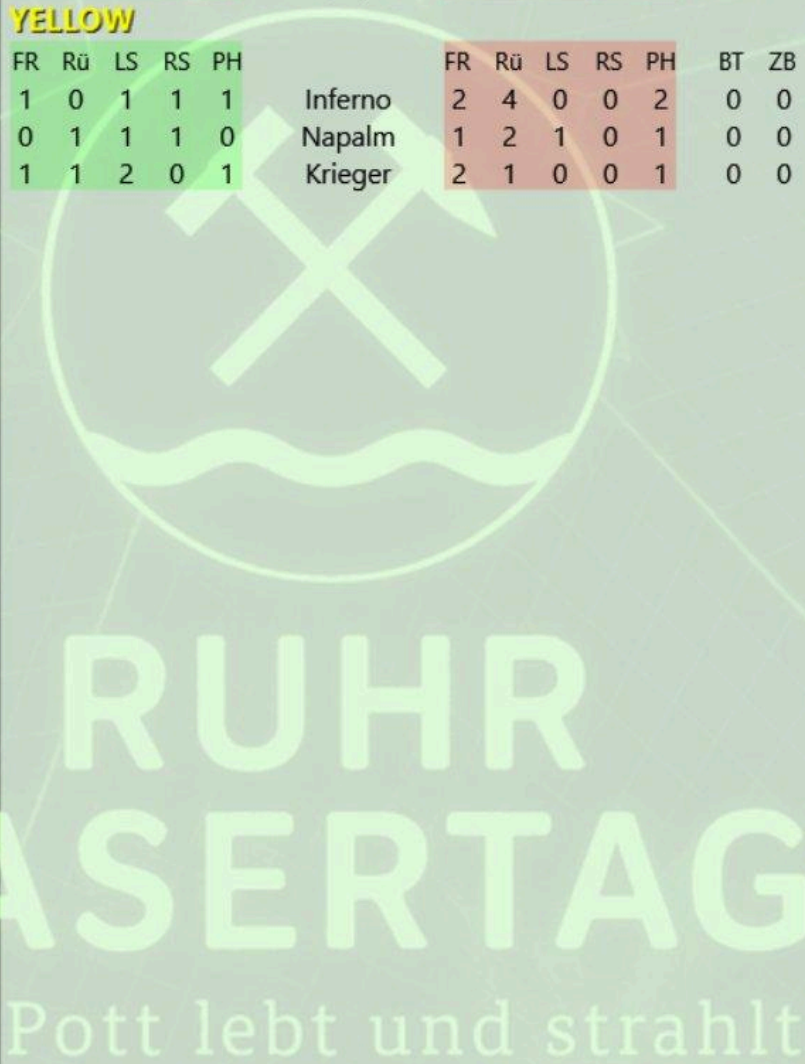 YELLOW
FR Rü LS RS PH FR Rü LS RS PH BT ZB
1 0 1 1 1 Inferno 2 4 0 0 2 0 0
0 1 1 1 0 Napalm 1 2 1 0 1 0 0
1 1 2 0 1 Krieger 2 1 0 0 1 0 0
RUHR
ASERTAG
Pott lebt und strahlt